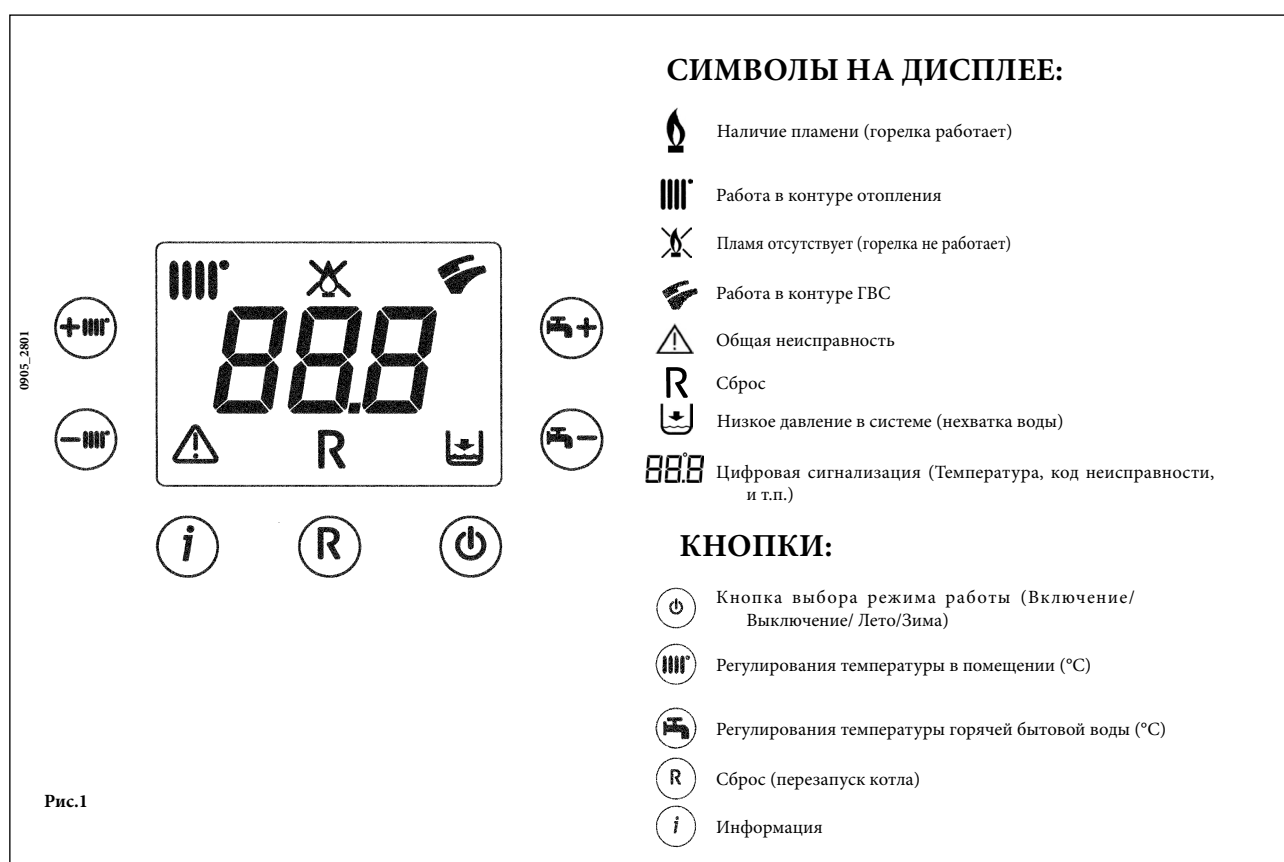 СИМВОЛЫ НА ДИСПЛЕЕ:
Наличие пламени (горелка работает)
Работа в контуре отопления
Пламя отсутствует (горелка не работает)
Работа в контуре ГВС
Общая неисправность
R Сброс
Низкое давление в системе (нехватка воды)
88.8 Цифровая сигнализация (Температура, код неисправности,
и т.п.)
КНОПКИ:
Кнопка выбора режима работы (Включение/
Выключение/ Лето/Зима)
Регулирования температуры в помещении (°C)
Регулирования температуры горячей бытовой воды (°C)
R Сброс (перезапуск котла)
i Информация
0905_2801
+
+
88.8
−
−
R
i
R
Рис.1